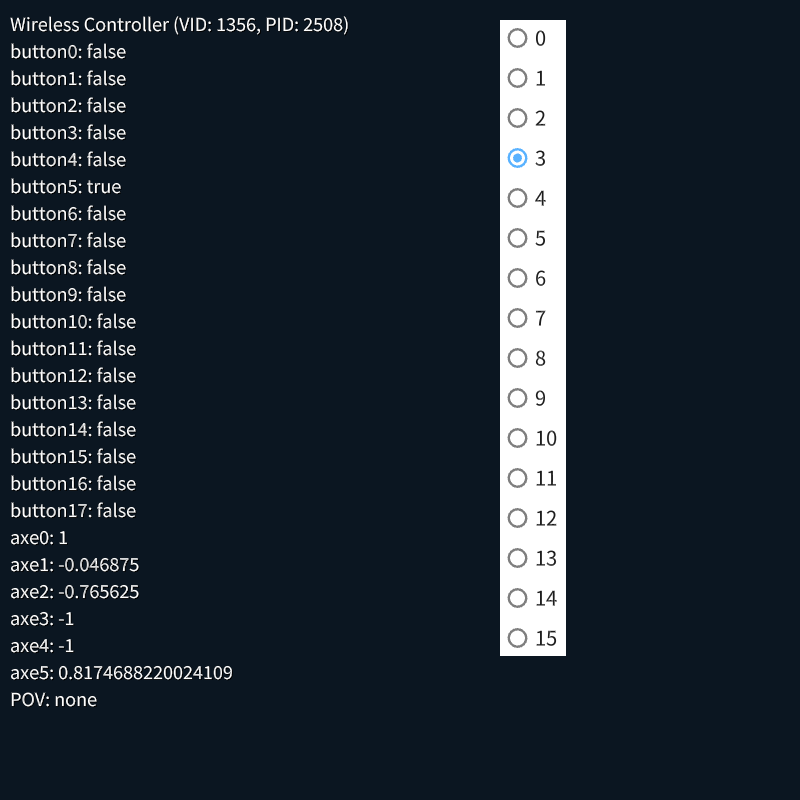 Wireless Controller (VID: 1356, PID: 2508)
button0: false
button1: false
button2: false
button3: false
button4: false
button5: true
button6: false
button7: false
button8: false
button9: false
button10: false
button11: false
button12: false
button13: false
button14: false
button15: false
button16: false
button17: false
axe0: 1
axe1: -0.046875
axe2: -0.765625
axe3: -1
axe4: -1
axe5: 0.8174688220024109
POV: none
0
1
2
3
4
5
6
7
8
9
10
11
12
13
14
15